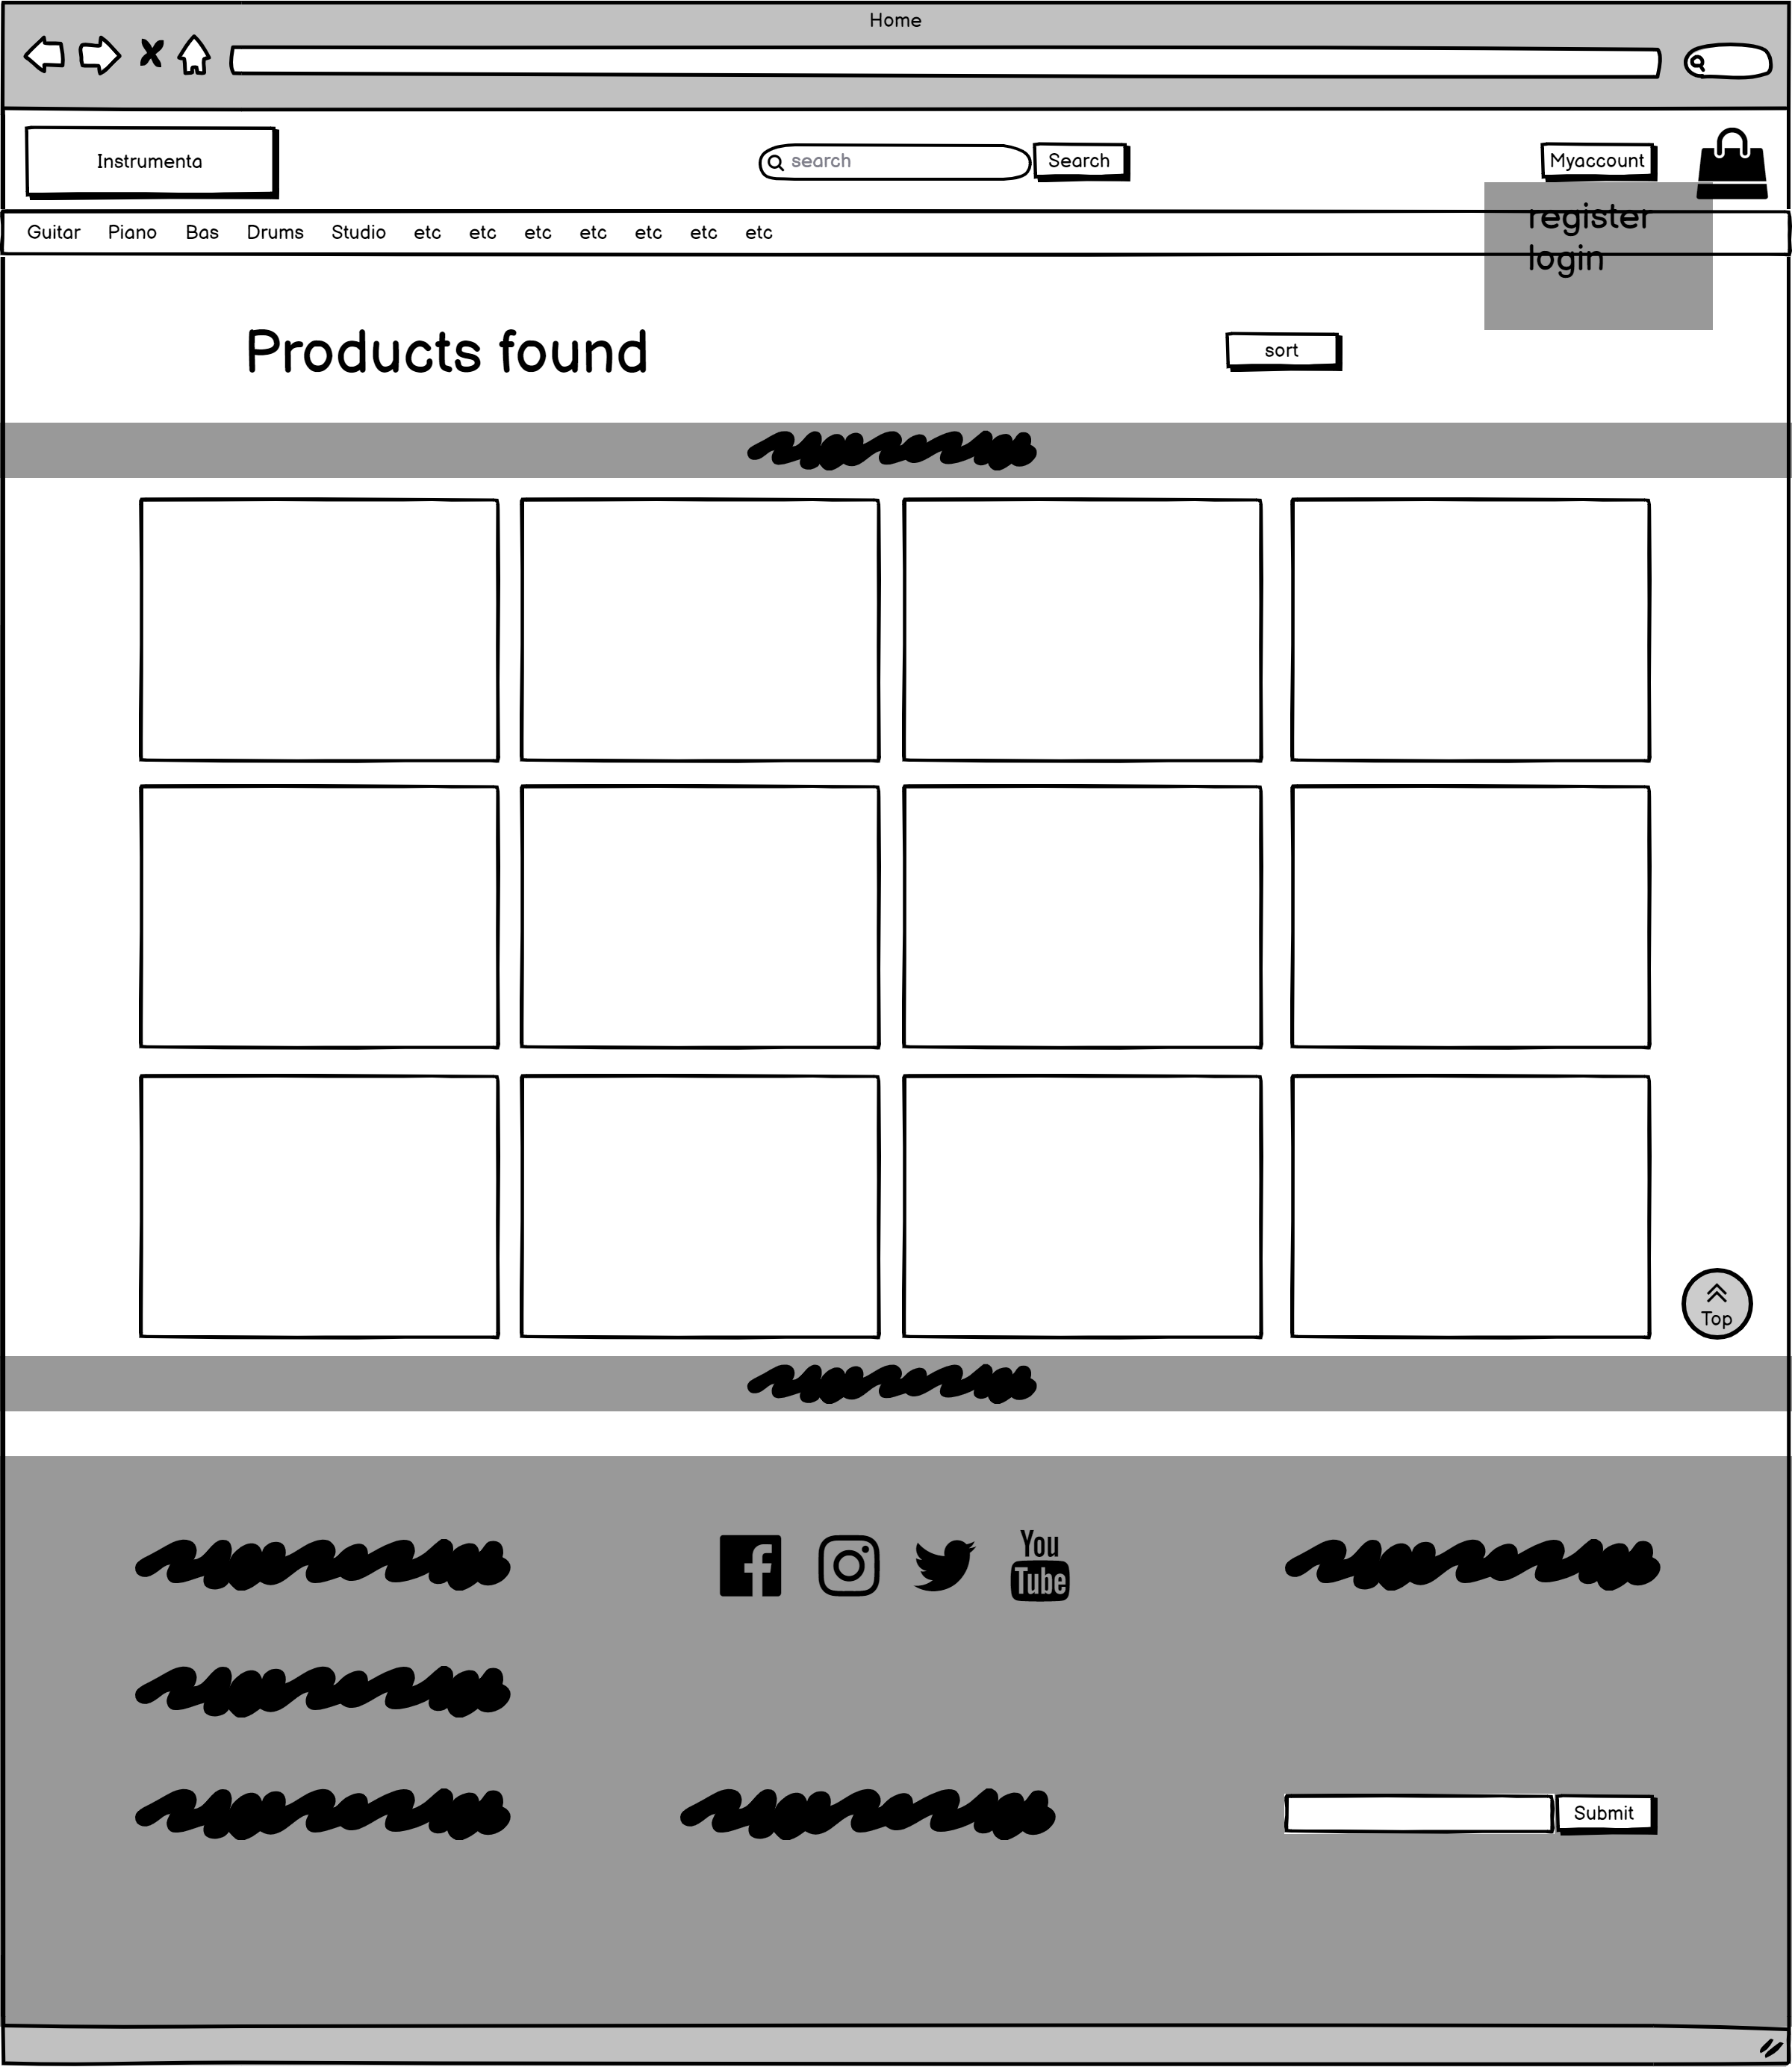 Home
Instrumenta
search
Search
Myaccount
register
login
Guitar Piano Bas Drums Studio etc etc etc etc etc etc etc
Products found
sort
Top
You
Tube
Submit